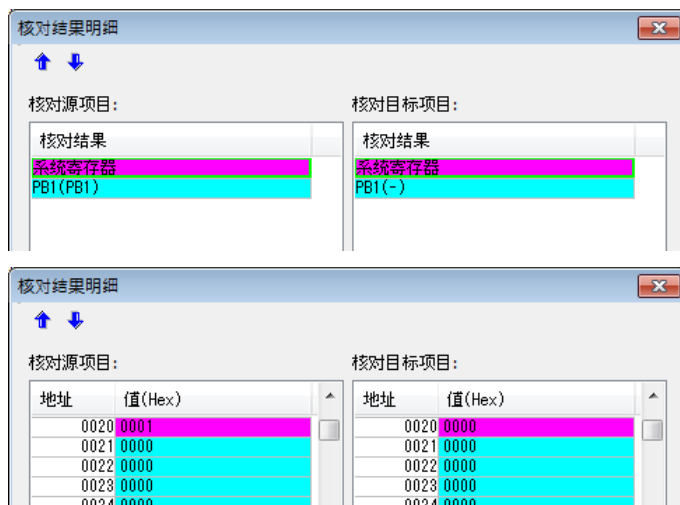 核对结果明细
核对源项目: 核对目标项目:
核对结果 核对结果
系统寄存器 系统寄存器
PB1(PB1) PB1(-)
核对结果明细
核对源项目: 核对目标项目:
地址 值(Hex) 地址 值(Hex)
0020 0001 0020 0000
0021 0000 0021 0000
0022 0000 0022 0000
0023 0000 0023 0000
0024 0000 0024 0000